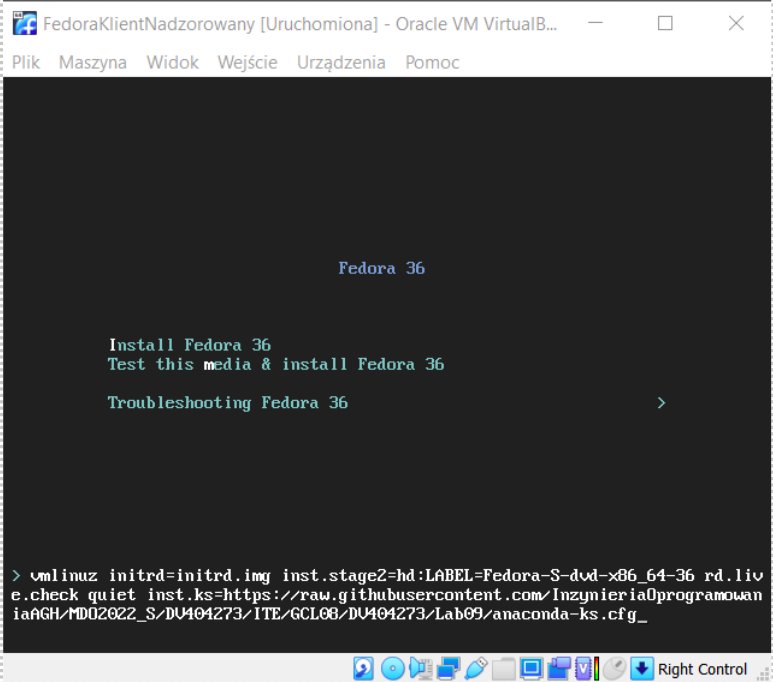 FedoraKlientNadzorowany [Uruchomiona] - Oracle VM VirtualB...
Plik Maszyna Widok Wejście Urządzenia Pomoc
Fedora 36
Install Fedora 36
Test this media & install Fedora 36
Troubleshooting Fedora 36 >
> vmlinuz initrd=initrd.img inst.stage2=hd:LABEL=Fedora-S-dvd-x86_64-36 rd.liv
e.check quiet inst.ks=https://raw.githubusercontent.com/InzynieriaOprogramowan
iaAGH/MDO2022_S/DV404273/ITE/GCL08/DV404273/Lab09/anaconda-ks.cfg_
Right Control